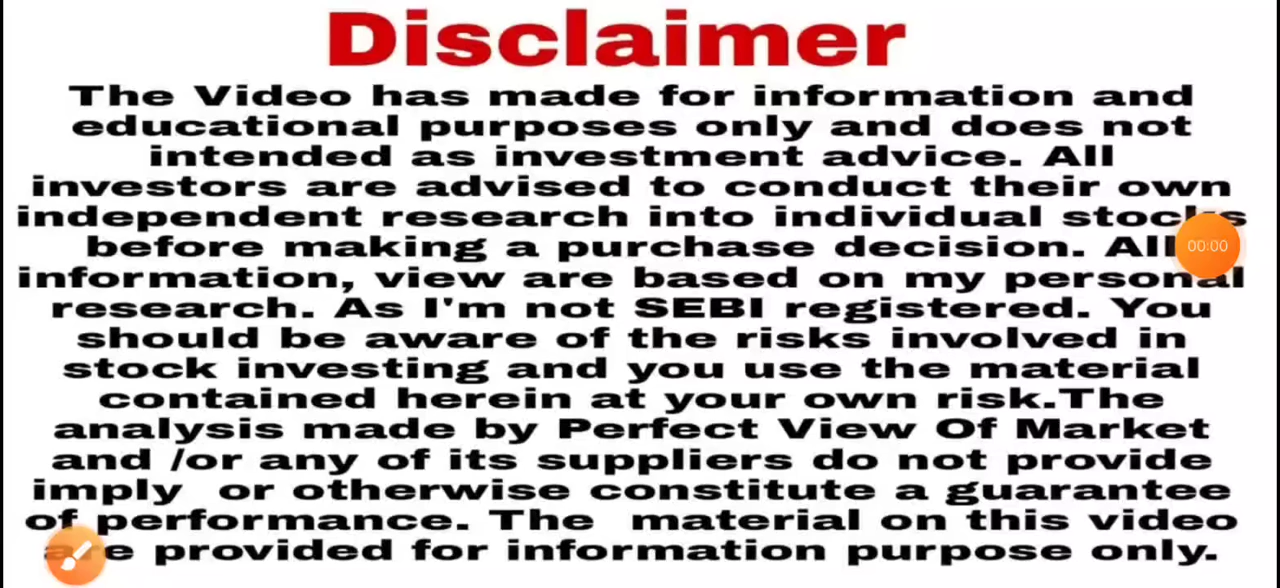 Disclaimer
The Video has made for information and
educational purposes only and does not
intended as investment advice. All
investors are advised to conduct their own
independent research into individual stocks
before making a purchase decision. All
information, view are based on my personal
research. As I'm not SEBI registered. You
should be aware of the risks involved in
stock investing and you use the material
contained herein at your own risk.The
analysis made by Perfect View Of Market
and /or any of its suppliers do not provide
imply or otherwise constitute a guarantee
of performance. The material on this video
are provided for information purpose only.
00:00